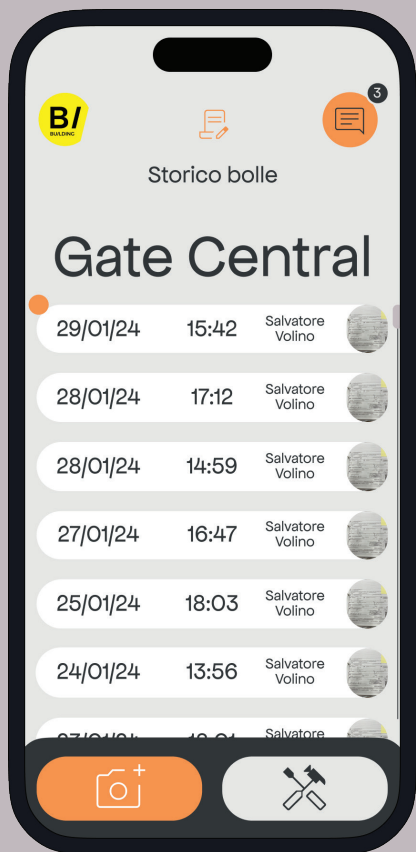 B/
BUILDING
3
Storico bolle
Gate Central
29/01/24 15:42 Salvatore Volino
28/01/24 17:12 Salvatore Volino
28/01/24 14:59 Salvatore Volino
27/01/24 16:47 Salvatore Volino
25/01/24 18:03 Salvatore Volino
24/01/24 13:56 Salvatore Volino
Salvatore